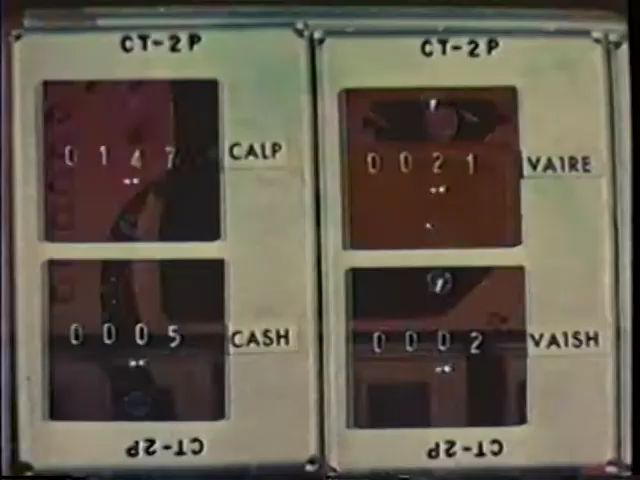 CT-2P
0147 CALP
0005 CASH
CT-2P
CT-2P
0021 VAIRE
0002 VAISH
CT-2P